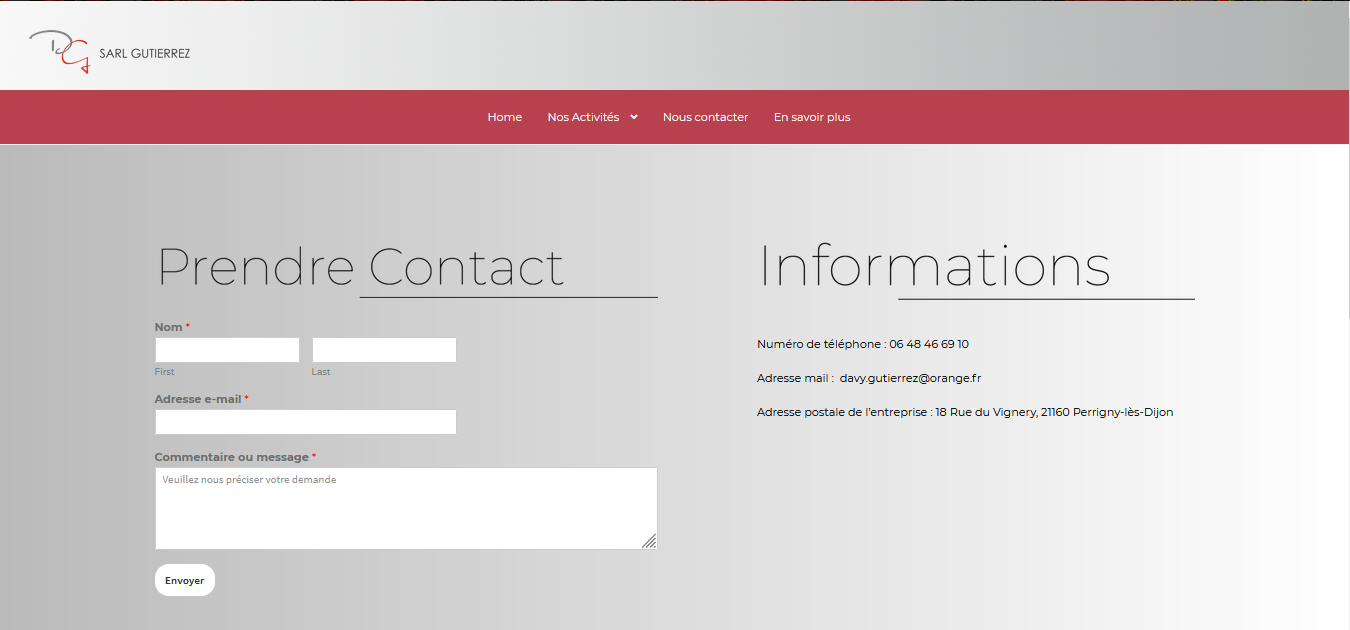 DG SARL GUTIERREZ
Home Nos Activités Nous contacter En savoir plus
Prendre Contact
Nom *
First Last
Adresse e-mail *
Commentaire ou message *
Veuillez nous préciser votre demande
Envoyer
Informations
Numéro de téléphone : 06 48 46 69 10
Adresse mail : davy.gutierrez@orange.fr
Adresse postale de l'entreprise : 18 Rue du Vignery, 21160 Perrigny-lès-Dijon